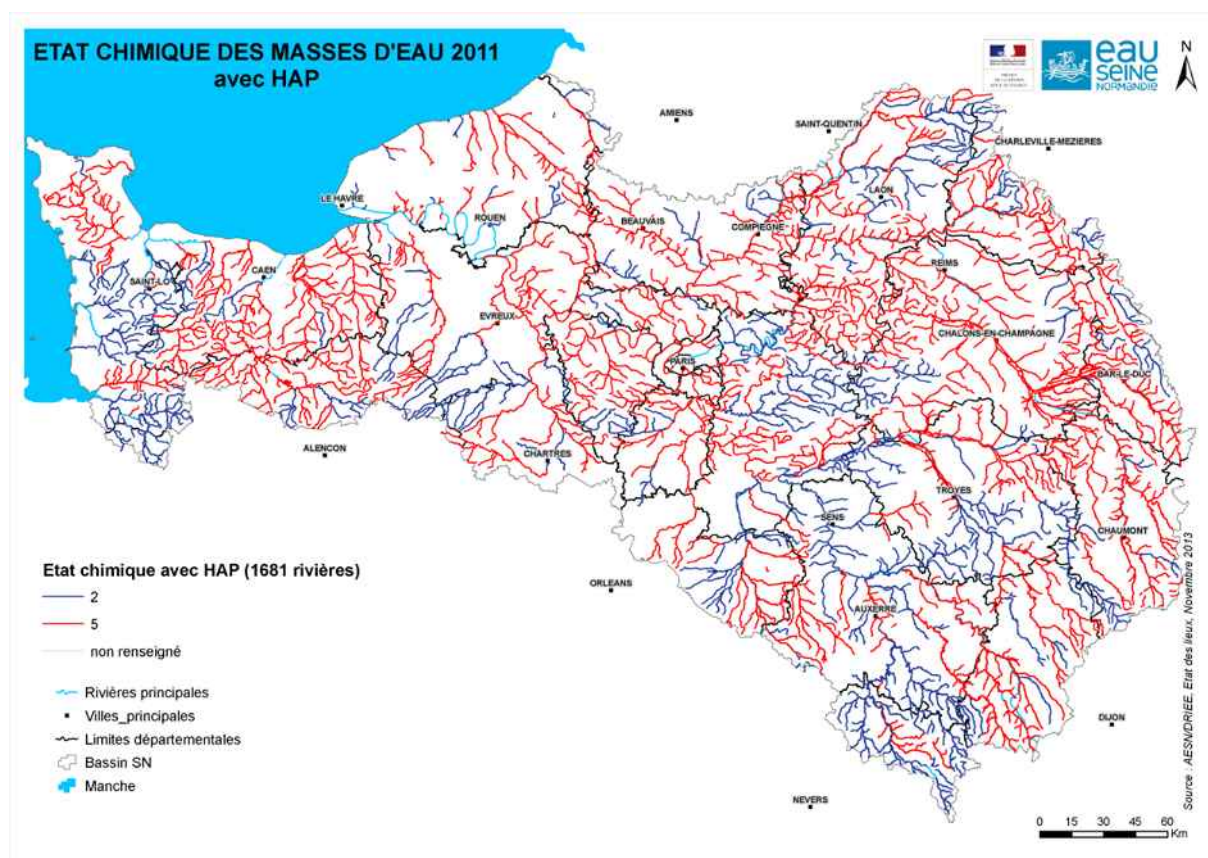 ETAT CHIMIQUE DES MASSES D'EAU 2011
avec HAP
eau
seine
NORMANDIE
N
AMIENS
SAINT-QUENTIN
CHARLEVILLE-MEZIERES
LAON
LE HAVRE
ROUEN
BEAUVAIS
COMPIEGNE
REIMS
CAEN
SAINT-LO
EVREUX
CHALONS-EN-CHAMPAGNE
PARIS
BAR-LE-DUC
ALENCON
CHARTRES
TROYES
SENS
CHAUMONT
ORLEANS
AUXERRE
DIJON
NEVERS
Etat chimique avec HAP (1681 rivières)
2
5
non renseigné
Rivières principales
Villes_principales
Limites départementales
Bassin SN
Manche
Source : AESN/DRIEE, Etat des lieux, Novembre 2013
0 15 30 45 60
Km